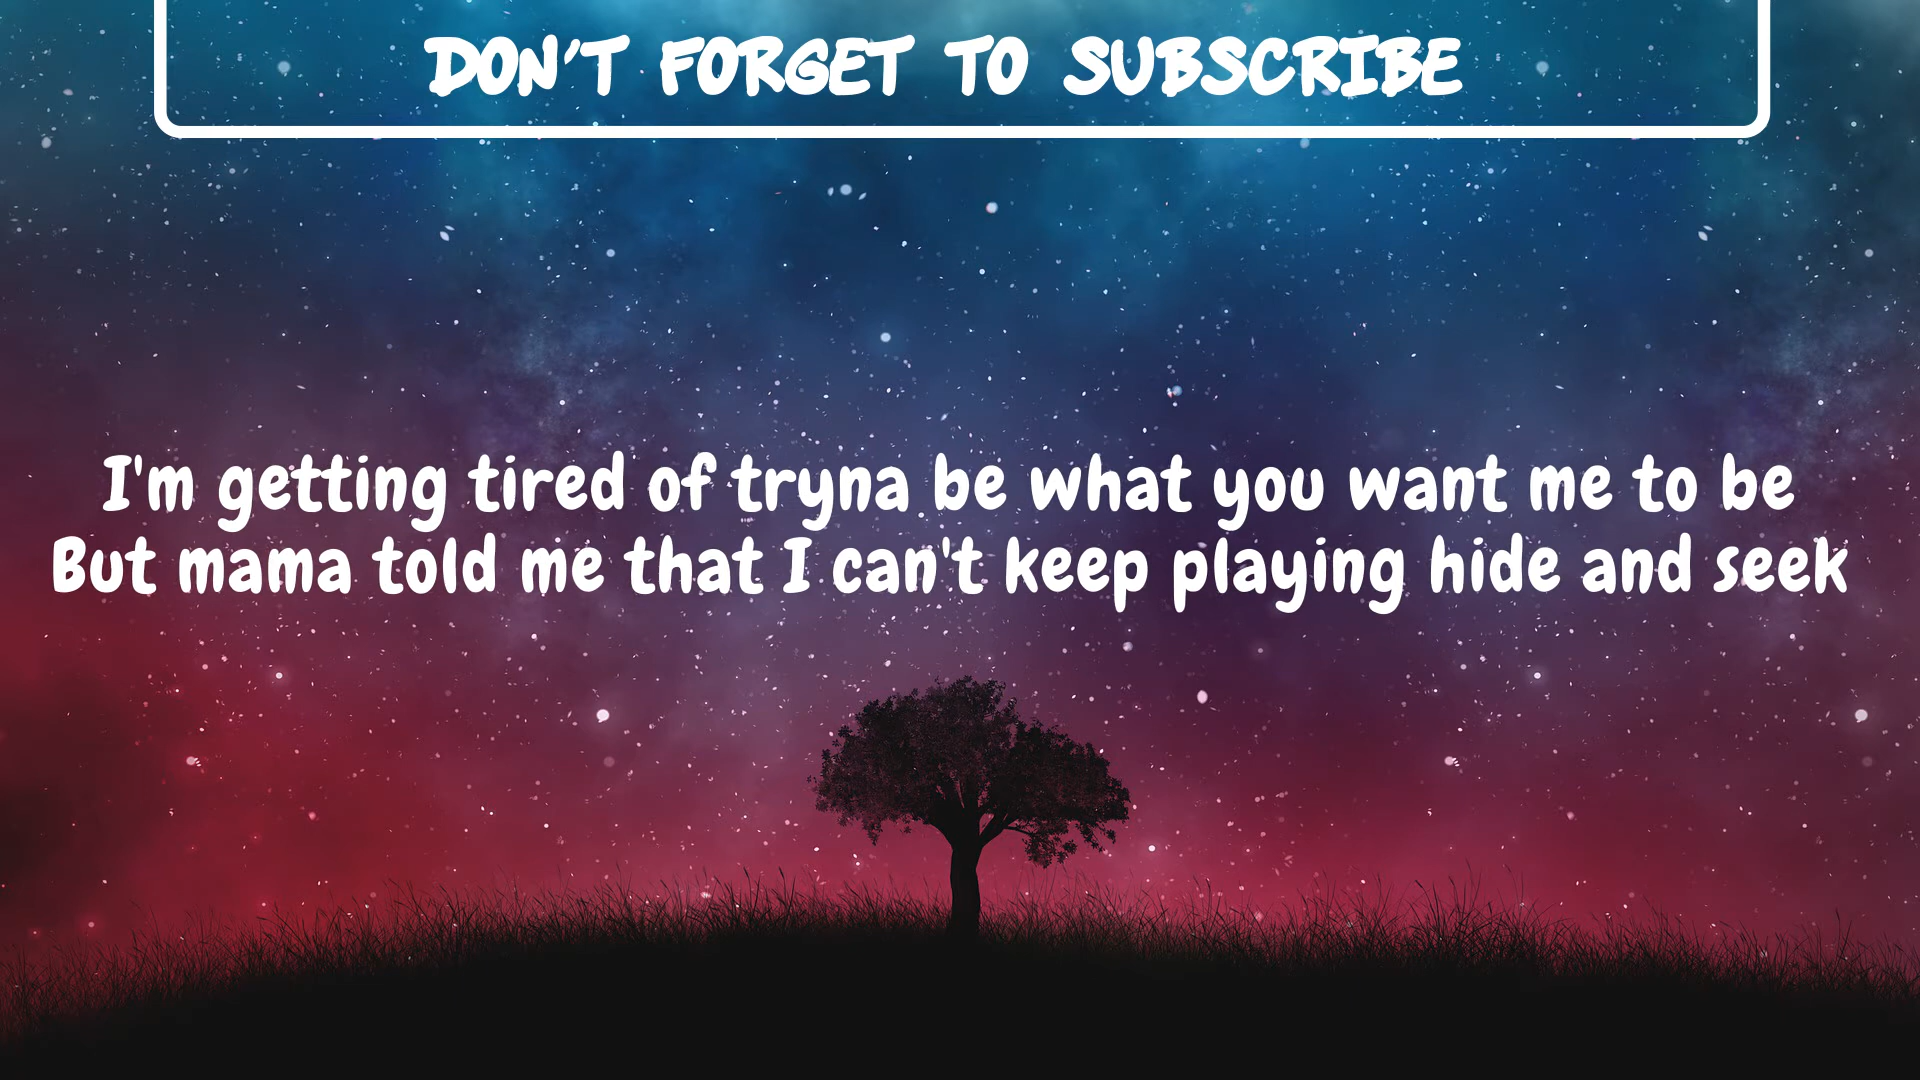 DON'T FORGET TO SUBSCRIBE
I'm getting tired of tryna be what you want me to be
But mama told me that I can't keep playing hide and seek